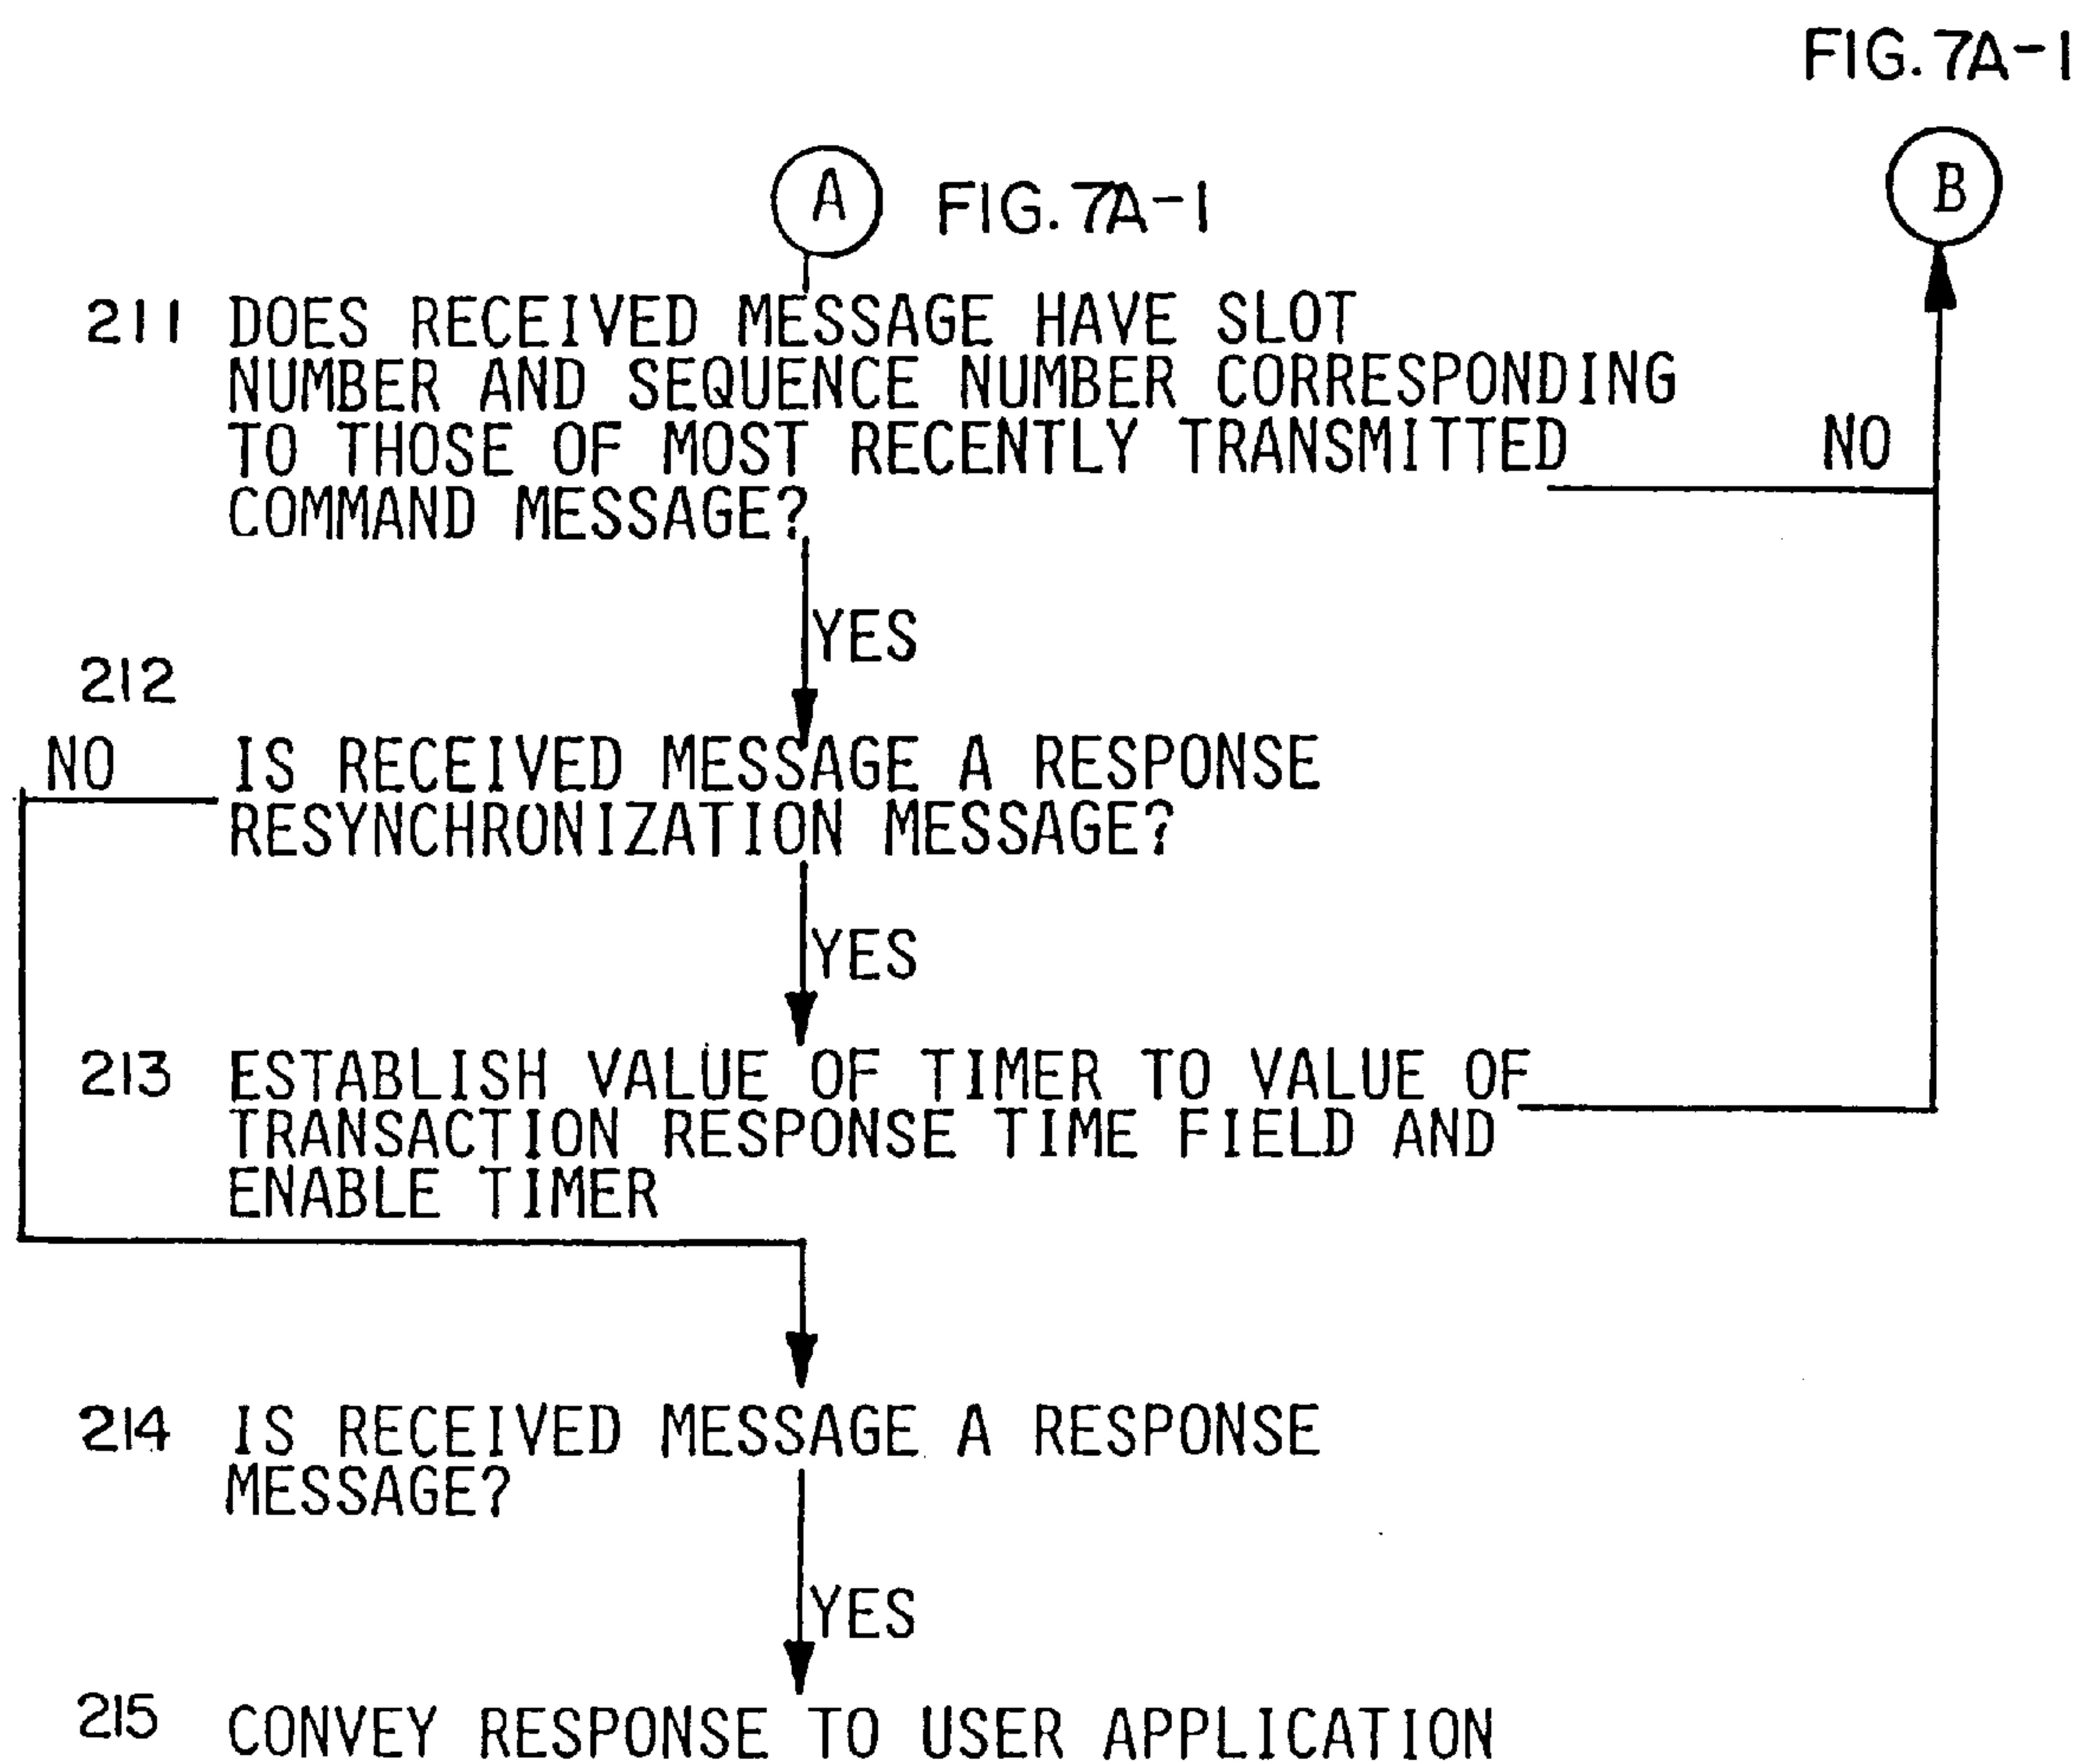 FIG. 7A-1
B
A FIG. 7A-1
211 DOES RECEIVED MESSAGE HAVE SLOT
NUMBER AND SEQUENCE NUMBER CORRESPONDING
TO THOSE OF MOST RECENTLY TRANSMITTED NO
COMMAND MESSAGE?
YES
212
NO IS RECEIVED MESSAGE A RESPONSE
RESYNCHRONIZATION MESSAGE?
YES
213 ESTABLISH VALUE OF TIMER TO VALUE OF
TRANSACTION RESPONSE TIME FIELD AND
ENABLE TIMER
214 IS RECEIVED MESSAGE A RESPONSE
MESSAGE?
YES
215 CONVEY RESPONSE TO USER APPLICATION